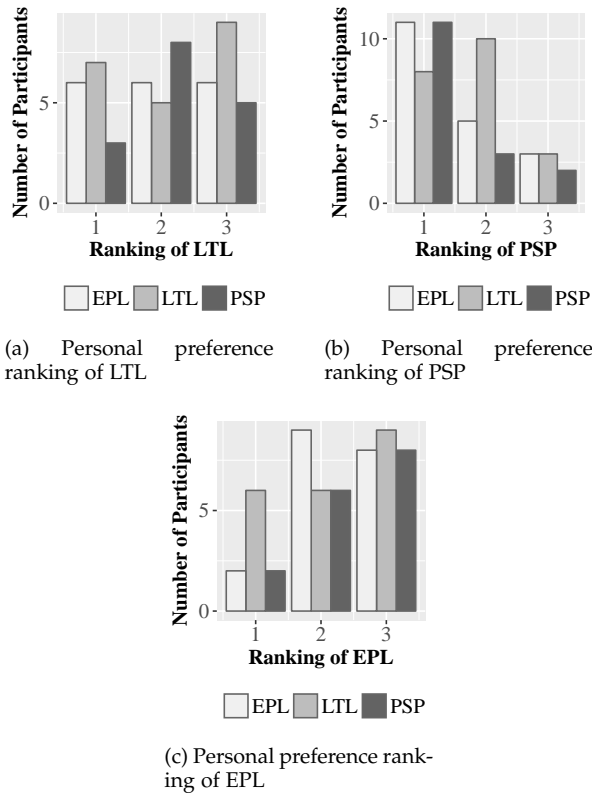 Number of Participants
5
0
1 2 3
Ranking of LTL
EPL LTL PSP
(a) Personal preference
ranking of LTL
Number of Participants
10
5
0
1 2 3
Ranking of PSP
EPL LTL PSP
(b) Personal preference
ranking of PSP
Number of Participants
5
0
1 2 3
Ranking of EPL
EPL LTL PSP
(c) Personal preference rank-
ing of EPL